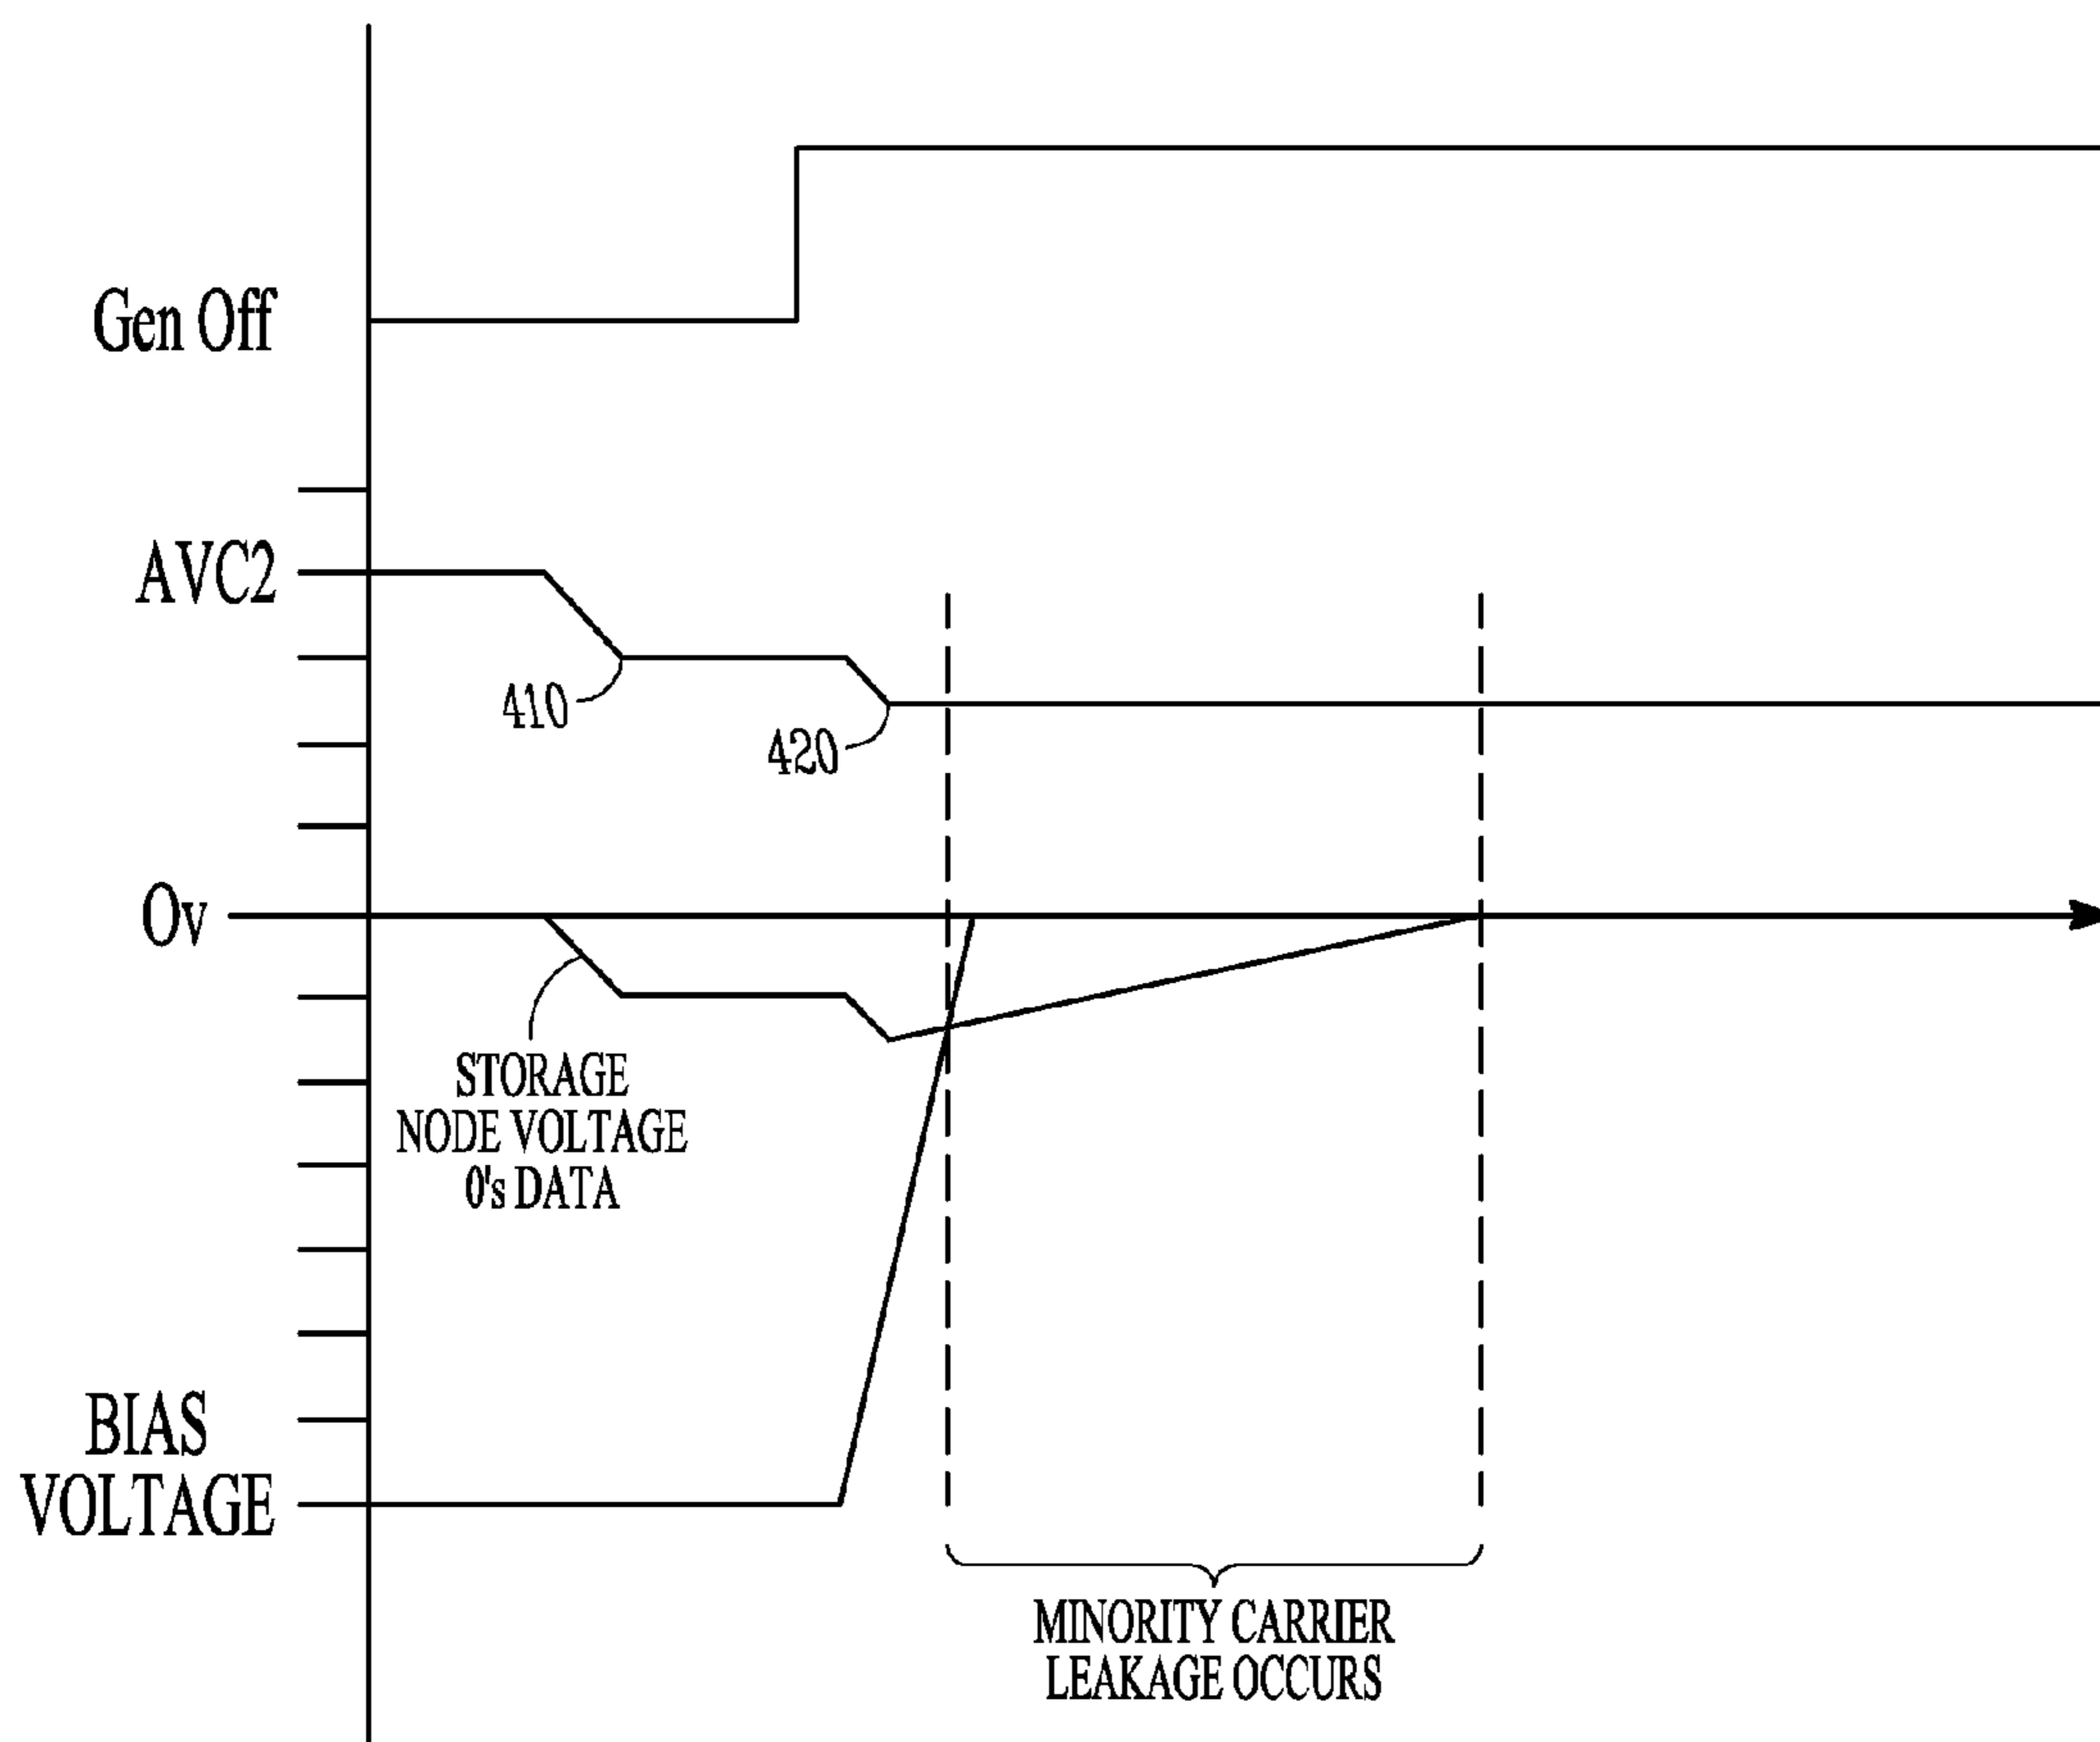 Gen Off
AVC2
410
420
0v
STORAGE
NODE VOLTAGE
0's DATA
BIAS
VOLTAGE
MINORITY CARRIER
LEAKAGE OCCURS